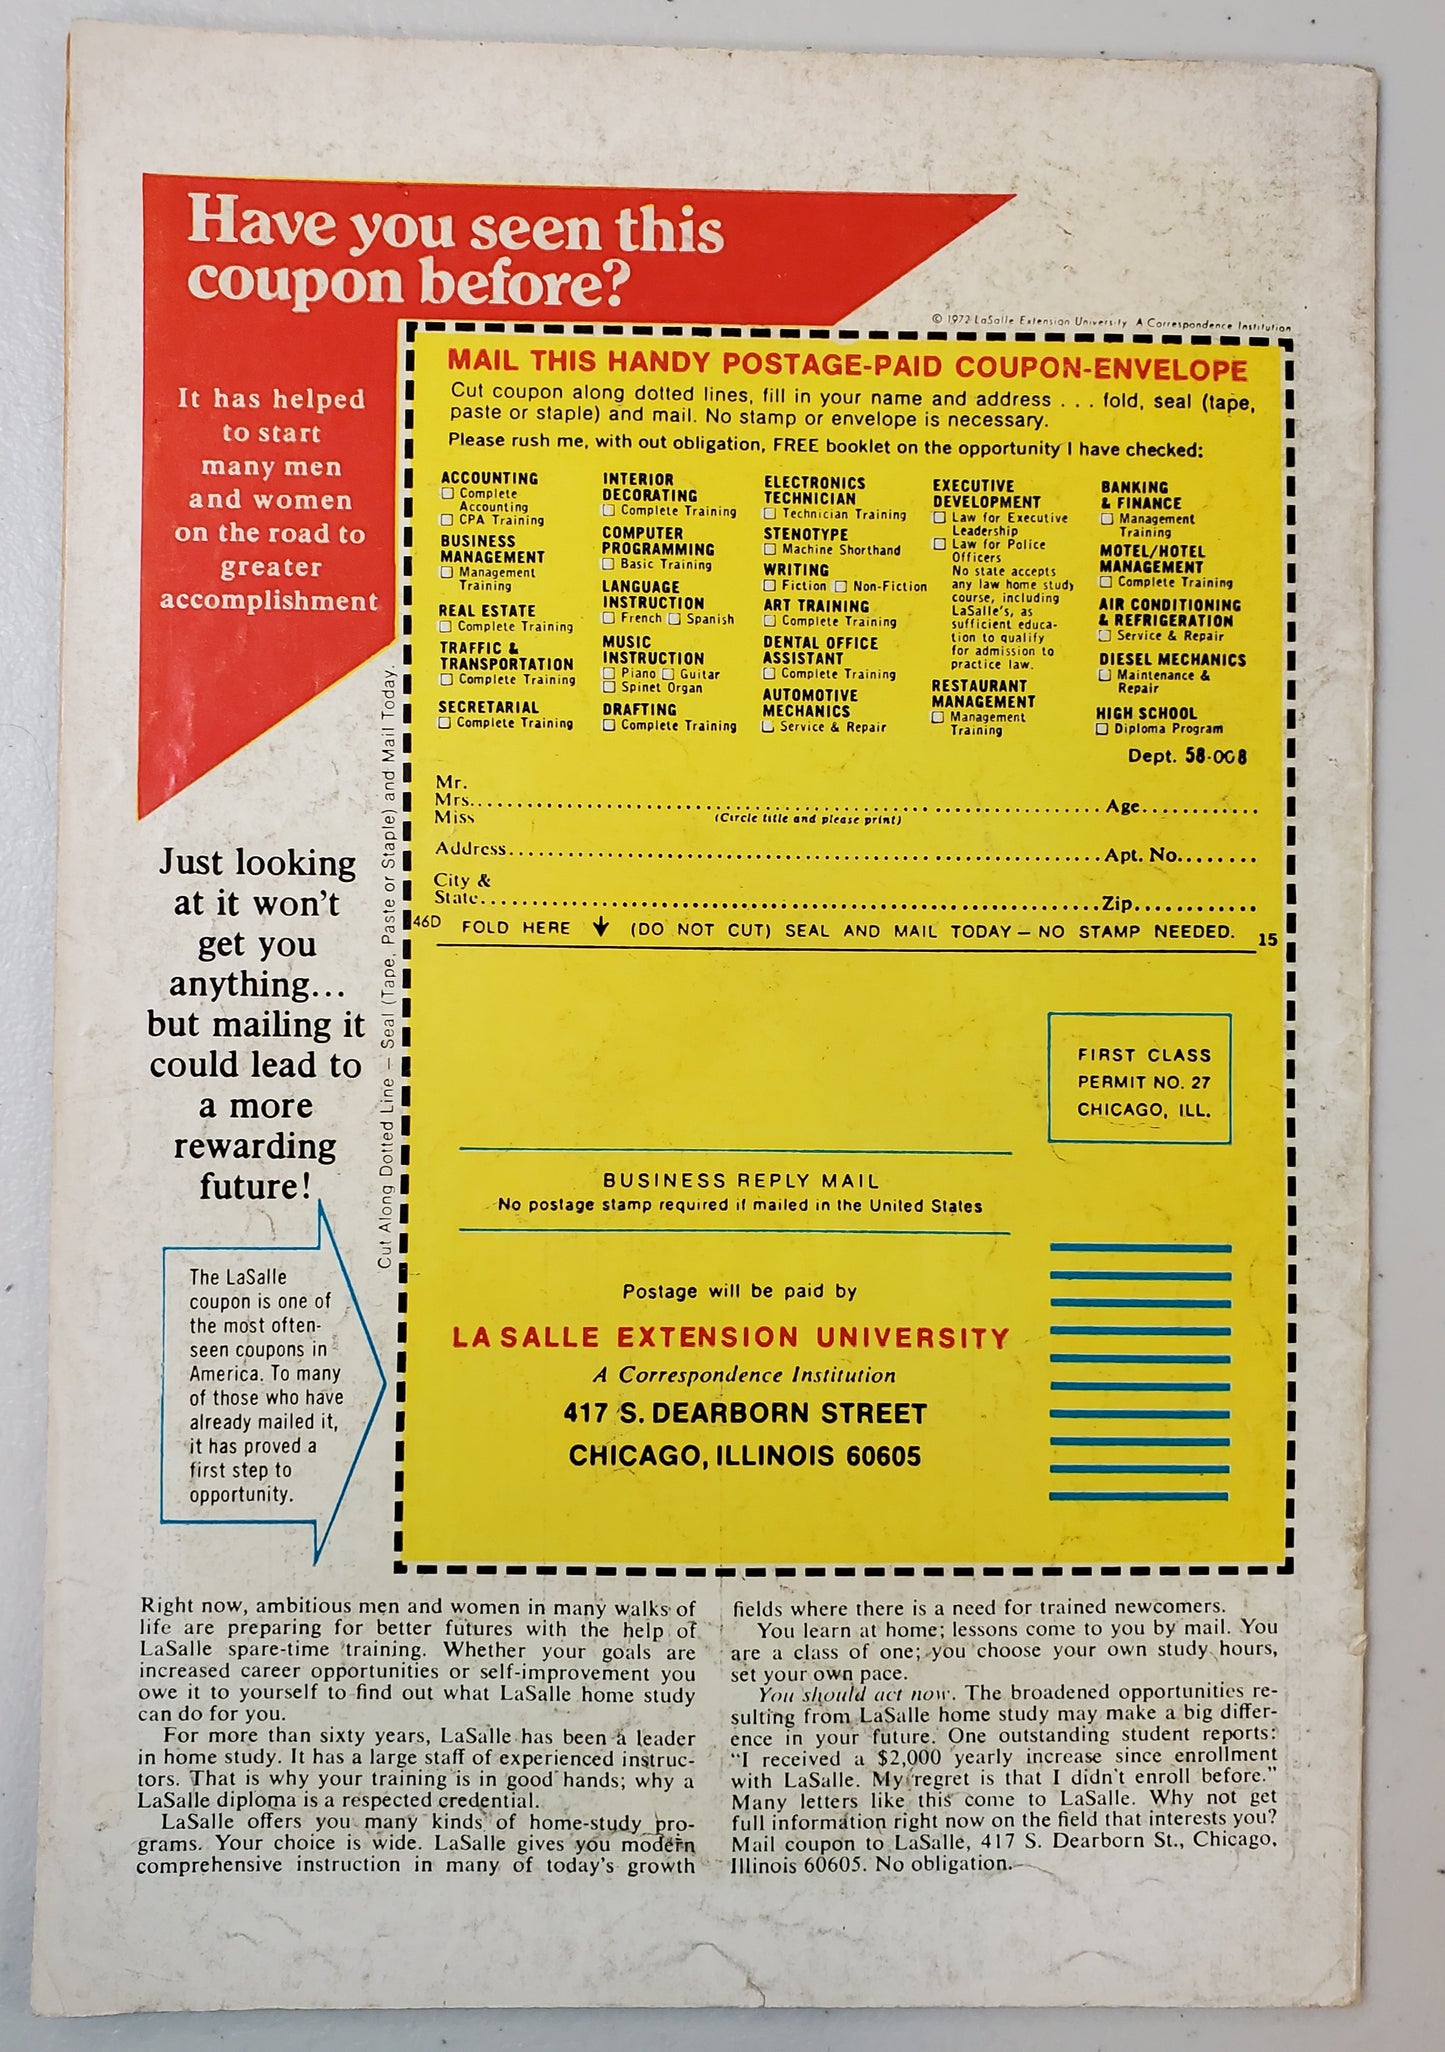 Have you seen this
coupon before?
© 1972 LaSalle Extension University A Correspondence Institution
It has helped
to start
many men
and women
on the road to
greater
accomplishment
Just looking
at it won't
get you
anything...
but mailing it
could lead to
a more
rewarding
future!
The LaSalle
coupon is one of
the most often-
seen coupons in
America. To many
of those who have
already mailed it,
it has proved a
first step to
opportunity.
Cut Along Dotted Line — Seal (Tape, Paste or Staple) and Mail Today.
MAIL THIS HANDY POSTAGE-PAID COUPON-ENVELOPE
Cut coupon along dotted lines, fill in your name and address . . . fold, seal (tape,
paste or staple) and mail. No stamp or envelope is necessary.
Please rush me, with out obligation, FREE booklet on the opportunity I have checked:
ACCOUNTING
☐ Complete
Accounting
☐ CPA Training
BUSINESS
MANAGEMENT
☐ Management
Training
REAL ESTATE
☐ Complete Training
TRAFFIC &
TRANSPORTATION
☐ Complete Training
SECRETARIAL
☐ Complete Training
INTERIOR
DECORATING
☐ Complete Training
COMPUTER
PROGRAMMING
☐ Basic Training
LANGUAGE
INSTRUCTION
☐ French ☐ Spanish
MUSIC
INSTRUCTION
☐ Piano ☐ Guitar
☐ Spinet Organ
DRAFTING
☐ Complete Training
ELECTRONICS
TECHNICIAN
☐ Technician Training
STENOTYPE
☐ Machine Shorthand
WRITING
☐ Fiction ☐ Non-Fiction
ART TRAINING
☐ Complete Training
DENTAL OFFICE
ASSISTANT
☐ Complete Training
AUTOMOTIVE
MECHANICS
☐ Service & Repair
EXECUTIVE
DEVELOPMENT
☐ Law for Executive
Leadership
☐ Law for Police
Officers
No state accepts
any law home study
course, including
LaSalle's, as
sufficient educa-
tion to qualify
for admission to
practice law.
RESTAURANT
MANAGEMENT
☐ Management
Training
BANKING
& FINANCE
☐ Management
Training
MOTEL/HOTEL
MANAGEMENT
☐ Complete Training
AIR CONDITIONING
& REFRIGERATION
☐ Service & Repair
DIESEL MECHANICS
☐ Maintenance &
Repair
HIGH SCHOOL
☐ Diploma Program
Dept. 58-008
Mr.
Mrs.......... Age..........
Miss (Circle title and please print)
Address.......... Apt. No........
City &
State.......... Zip..........
46D FOLD HERE ↓ (DO NOT CUT) SEAL AND MAIL TODAY — NO STAMP NEEDED. 15
FIRST CLASS
PERMIT NO. 27
CHICAGO, ILL.
BUSINESS REPLY MAIL
No postage stamp required if mailed in the United States
Postage will be paid by
LA SALLE EXTENSION UNIVERSITY
A Correspondence Institution
417 S. DEARBORN STREET
CHICAGO, ILLINOIS 60605
Right now, ambitious men and women in many walks of
life are preparing for better futures with the help of
LaSalle spare-time training. Whether your goals are
increased career opportunities or self-improvement you
owe it to yourself to find out what LaSalle home study
can do for you.
For more than sixty years, LaSalle has been a leader
in home study. It has a large staff of experienced instruc-
tors. That is why your training is in good hands; why a
LaSalle diploma is a respected credential.
LaSalle offers you many kinds of home-study pro-
grams. Your choice is wide. LaSalle gives you modern
comprehensive instruction in many of today's growth
fields where there is a need for trained newcomers.
You learn at home; lessons come to you by mail. You
are a class of one; you choose your own study hours,
set your own pace.
You should act now. The broadened opportunities re-
sulting from LaSalle home study may make a big differ-
ence in your future. One outstanding student reports:
"I received a $2,000 yearly increase since enrollment
with LaSalle. My regret is that I didn't enroll before."
Many letters like this come to LaSalle. Why not get
full information right now on the field that interests you?
Mail coupon to LaSalle, 417 S. Dearborn St., Chicago,
Illinois 60605. No obligation.